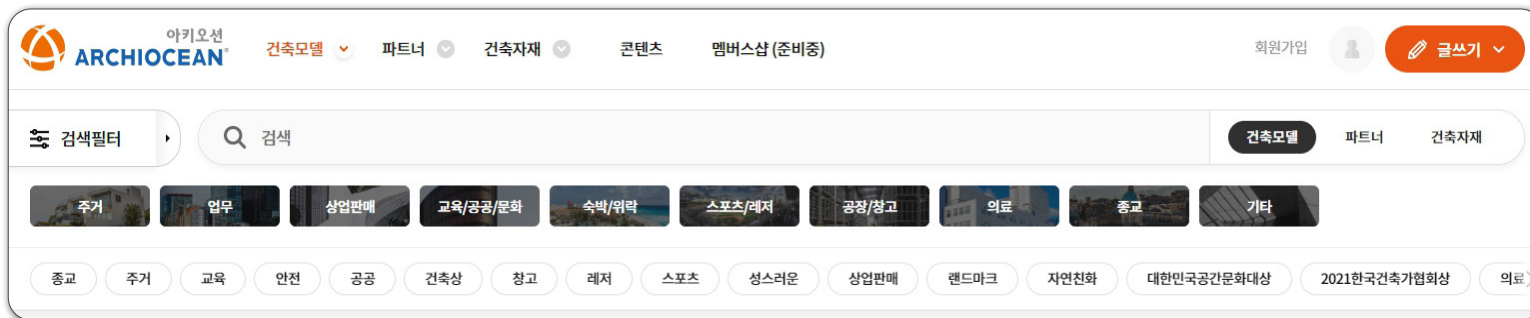 아키오션
ARCHIOCEAN®
건축모델 파트너 건축자재 콘텐츠 멤버스샵 (준비중) 회원가입 글쓰기
검색필터 검색 건축모델 파트너 건축자재
주거 업무 상업판매 교육/공공/문화 숙박/위락 스포츠/레저 공장/창고 의료 종교 기타
종교 주거 교육 안전 공공 건축상 창고 레저 스포츠 성스러운 상업판매 랜드마크 자연친화 대한민국공간문화대상 2021한국건축가협회상 의료